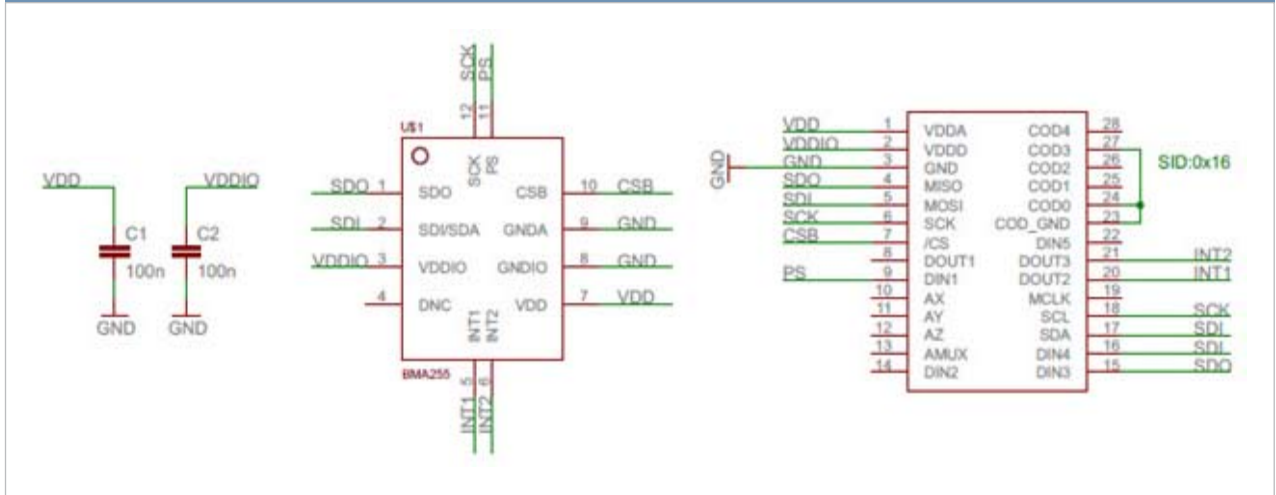 VDD
C1
100n
GND
VDDIO
C2
100n
GND
U$1
SCK
PS
12
11
SCK
PS
SDO 1 SDO
SDI 2 SDI/SDA
VDDIO 3 VDDIO
4 DNC
CSB 10 CSB
GNDA 9 GND
GNDIO 8 GND
VDD 7 VDD
INT1
INT2
5
6
INT1
INT2
BMA255
GND
VDD 1 VDDA
VDDIO 2 VDDD
GND 3 GND
SDO 4 MISO
SDI 5 MOSI
SCK 6 SCK
CSB 7 /CS
8 DOUT1
PS 9 DIN1
10 AX
11 AY
12 AZ
13 AMUX
14 DIN2
COD4 28
COD3 27
COD2 26
COD1 25
COD0 24
COD_GND 23
DIN5 22
DOUT3 21 INT2
DOUT2 20 INT1
MCLK 19
SCL 18 SCK
SDA 17 SDI
DIN4 16 SDI
DIN3 15 SDO
SID:0x16